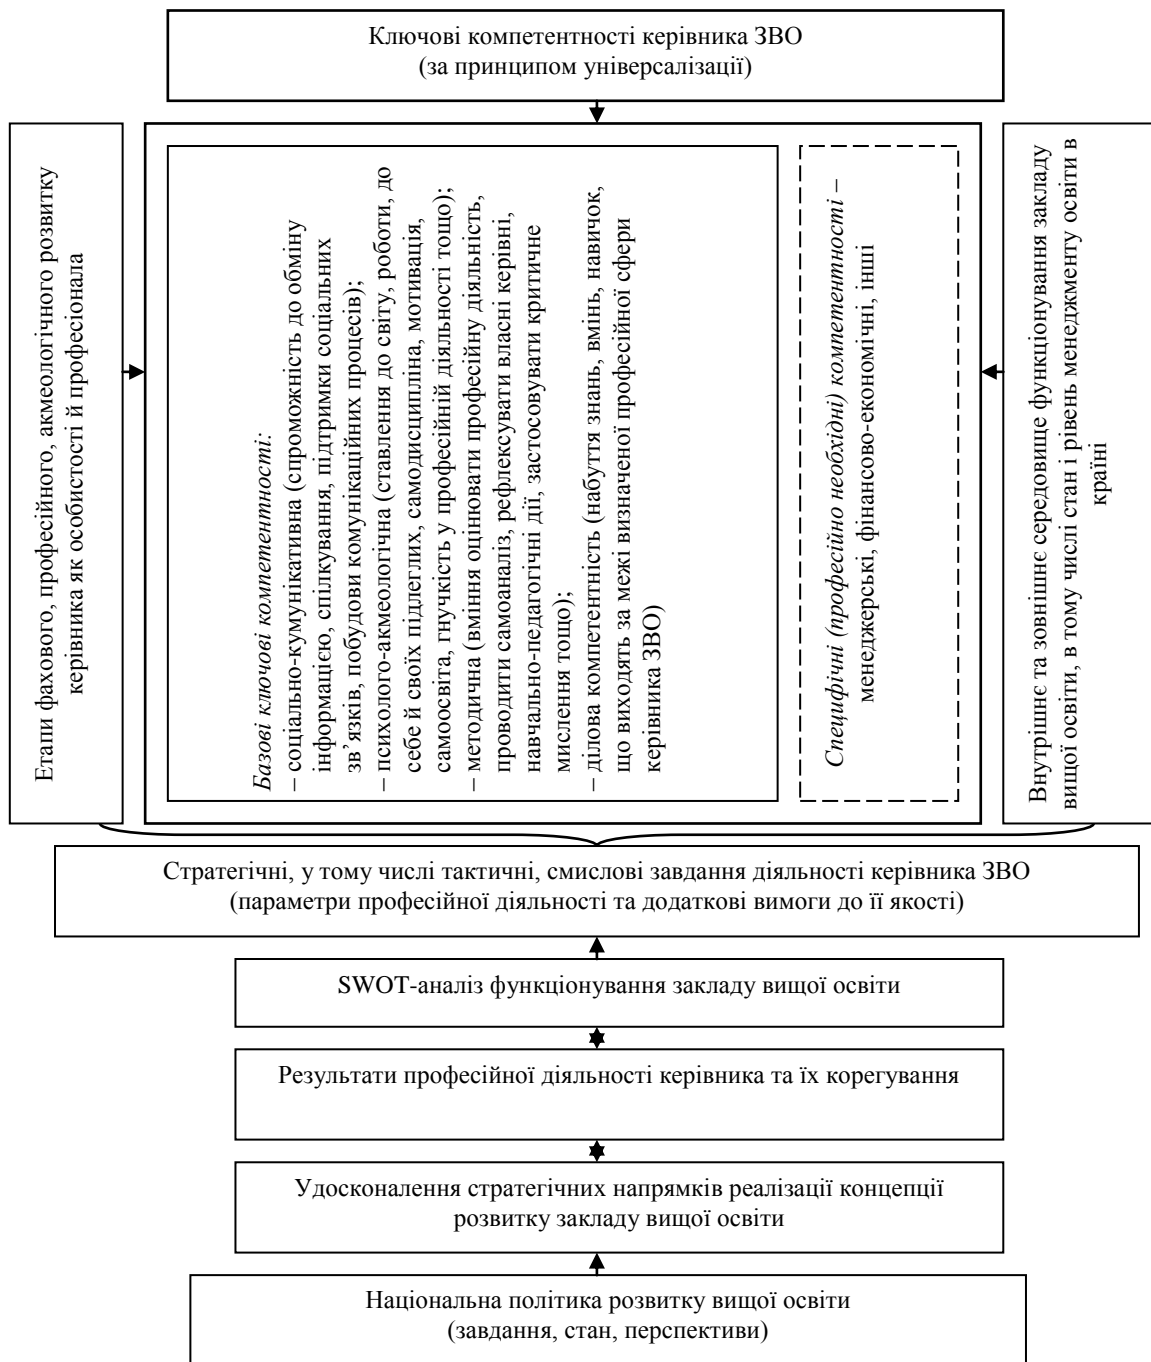 Ключові компетентності керівника ЗВО
(за принципом універсалізації)
Етапи фахового, професійного, акмеологічного розвитку
керівника як особистості й професіонала
Базові ключові компетентності:
– соціально-кумунікативна (спроможність до обміну
інформацією, спілкування, підтримки соціальних
зв’язків, побудови комунікаційних процесів);
– психолого-акмеологічна (ставлення до світу, роботи, до
себе й своїх підлеглих, самодисципліна, мотивація,
самоосвіта, гнучкість у професійній діяльності тощо);
– методична (вміння оцінювати професійну діяльність,
проводити самоаналіз, рефлексувати власні керівні,
навчально-педагогічні дії, застосовувати критичне
мислення тощо);
– ділова компетентність (набуття знань, вмінь, навичок,
що виходять за межі визначеної професійної сфери
керівника ЗВО)
Специфічні (професійно необхідні) компетентності –
менеджерські, фінансово-економічні, інші
Внутрішнє та зовнішнє середовище функціонування закладу
вищої освіти, в тому числі стан і рівень менеджменту освіти в
країні
Стратегічні, у тому числі тактичні, смислові завдання діяльності керівника ЗВО
(параметри професійної діяльності та додаткові вимоги до її якості)
SWOT-аналіз функціонування закладу вищої освіти
Результати професійної діяльності керівника та їх корегування
Удосконалення стратегічних напрямків реалізації концепції
розвитку закладу вищої освіти
Національна політика розвитку вищої освіти
(завдання, стан, перспективи)